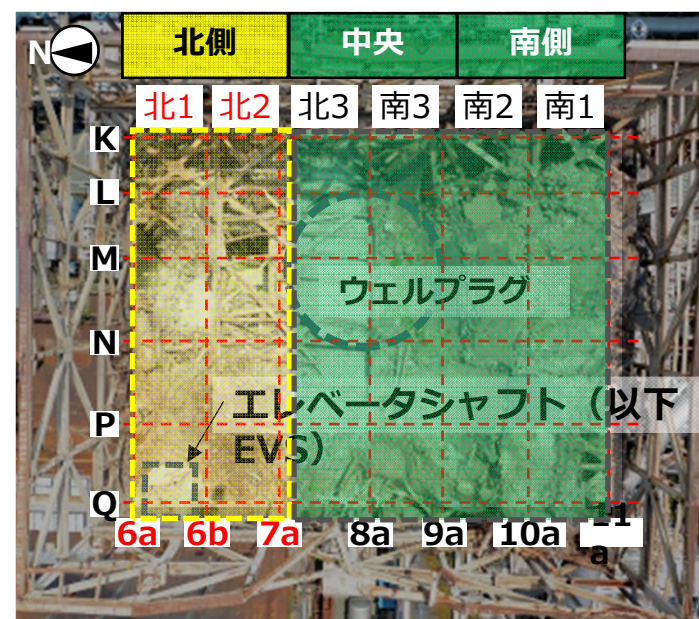 N 北側 中央 南側
北1 北2 北3 南3 南2 南1
K
L
M
ウェルプラグ
N
エレベータシャフト（以下
P
EVS）
Q
6a 6b 7a 8a 9a 10a 11
a